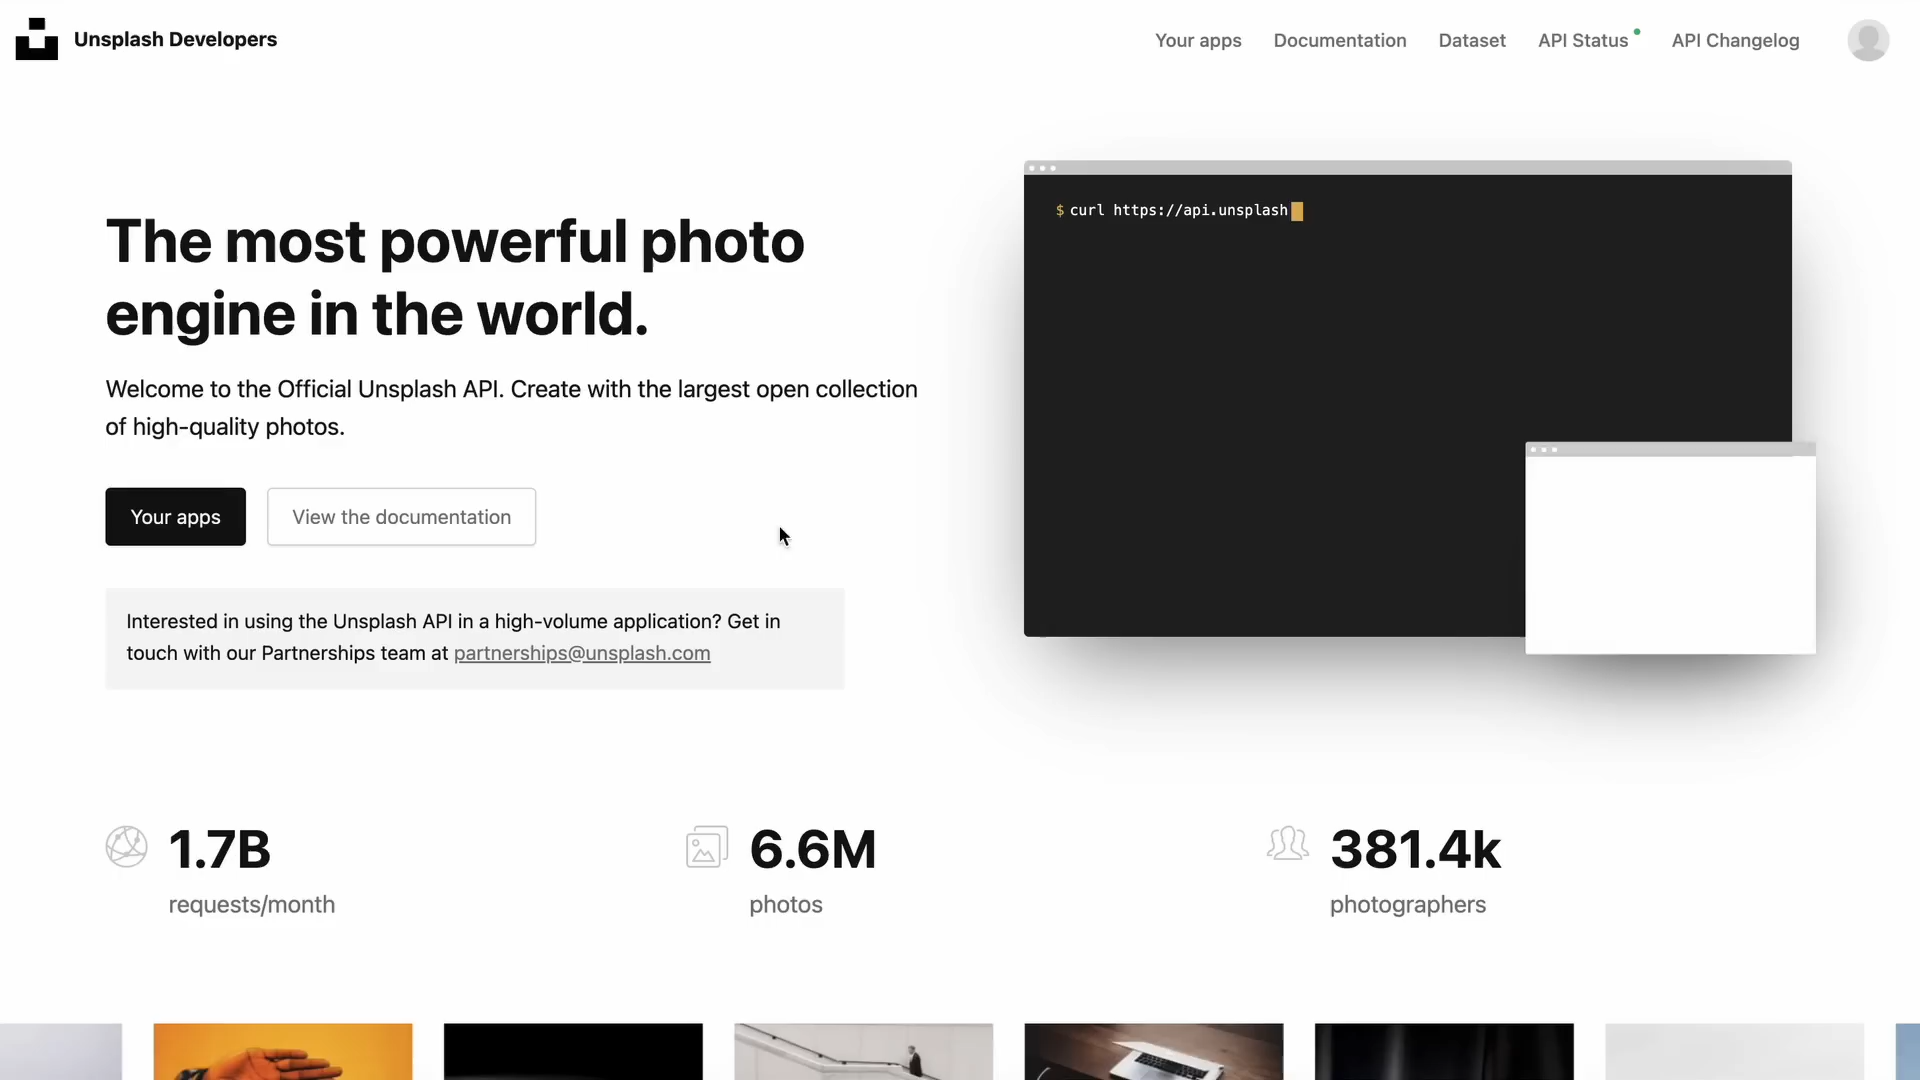 Unsplash Developers
Your apps
Documentation
Dataset
API Status
API Changelog
The most powerful photo
engine in the world.
Welcome to the Official Unsplash API. Create with the largest open collection
of high-quality photos.
Your apps
View the documentation
Interested in using the Unsplash API in a high-volume application? Get in
touch with our Partnerships team at partnerships@unsplash.com
$ curl https://api.unsplash
1.7B
requests/month
6.6M
photos
381.4k
photographers